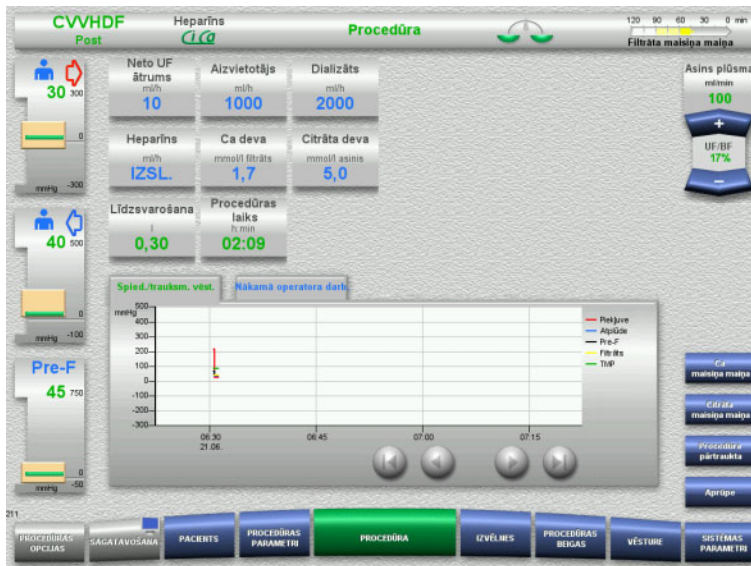 CVVHDF
Post
Heparīns
CiCa
Procedūra
120 90 60 30 0 min
Filtrāta maisiņa maiņa
30 300
0
mmHg -300
Neto UF
ātrums
ml/h
10
Aizvietotājs
ml/h
1000
Dializāts
ml/h
2000
Asins plūsma
ml/min
100
+
UF/BF
17%
−
Heparīns
ml/h
IZSL.
Ca deva
mmol/l filtrāts
1,7
Citrāta deva
mmol/l asinis
5,0
40 500
0
mmHg -100
Līdzsvarošana
l
0,30
Procedūras
laiks
h:min
02:09
Spied./trauksm. vēst.
Nākamā operatora darb.
mmHg
500
400
300
200
100
0
-100
-200
-300
06:30
21.06.
06:45
07:00
07:15
Piekļuve
Atplūde
Pre-F
Filtrāts
TMP
Pre-F
45 750
0
mmHg -50
Ca
maisiņa maiņa
Citrāta
maisiņa maiņa
Procedūra
pārtraukta
Aprūpe
211
PROCEDŪRAS
OPCIJAS
SAGATAVOŠANA
PACIENTS
PROCEDŪRAS
PARAMETRI
PROCEDŪRA
IZVĒLNES
PROCEDŪRAS
BEIGAS
VĒSTURE
SISTĒMAS
PARAMETRI